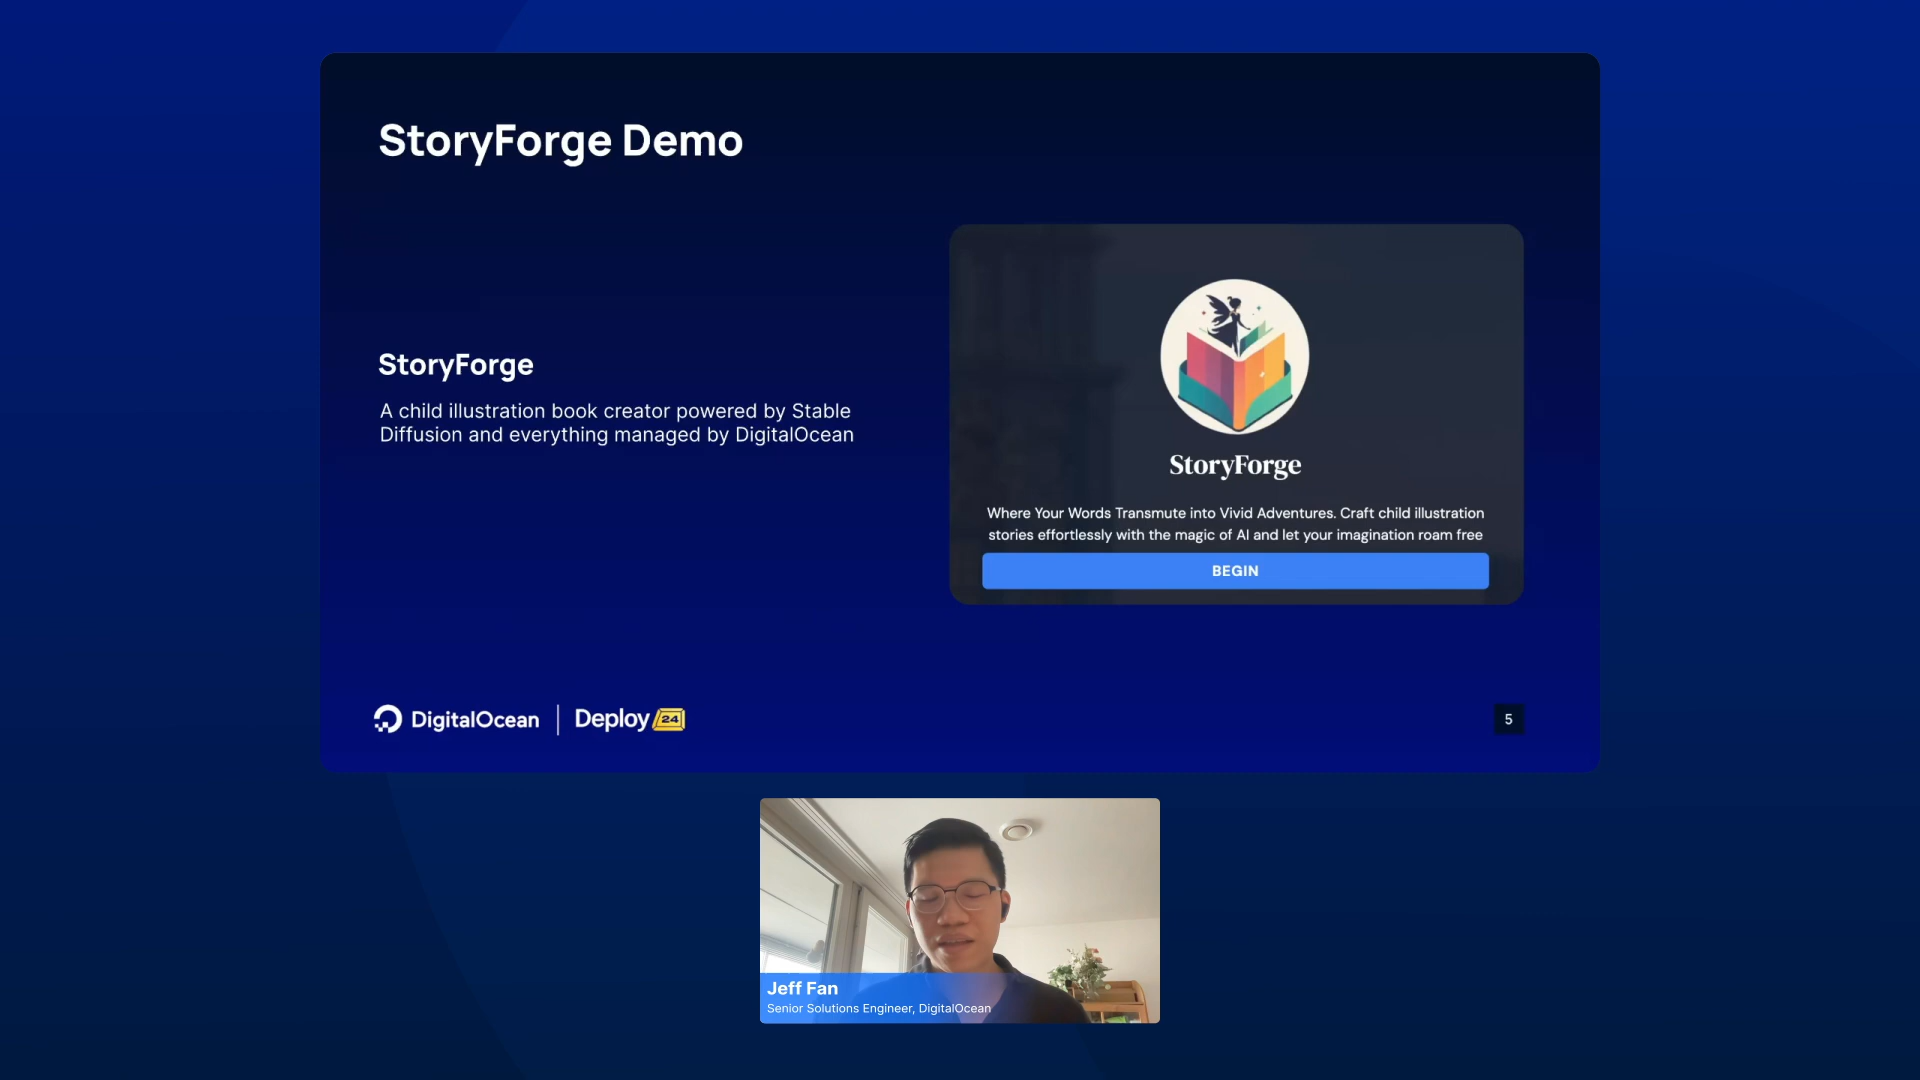 StoryForge Demo
StoryForge
A child illustration book creator powered by Stable
Diffusion and everything managed by DigitalOcean
StoryForge
Where Your Words Transmute into Vivid Adventures. Craft child illustration
stories effortlessly with the magic of AI and let your imagination roam free
BEGIN
DigitalOcean
Deploy 24
5
Jeff Fan
Senior Solutions Engineer, DigitalOcean